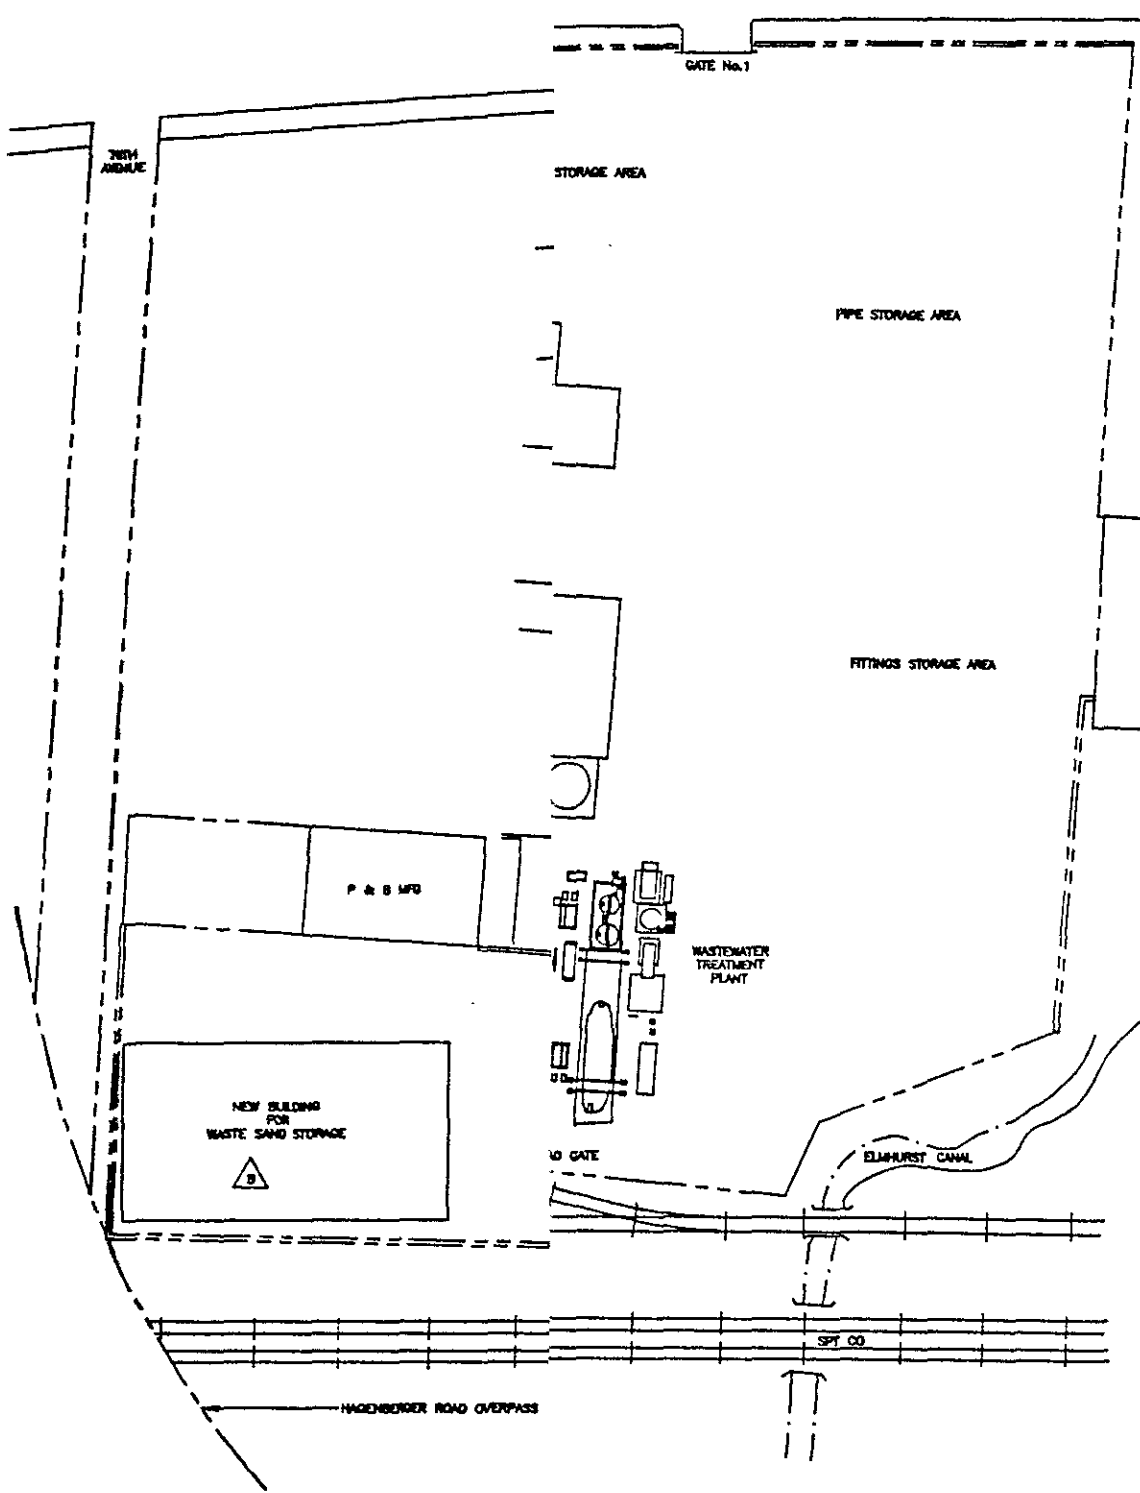 GATE No.1
AVENUE
STORAGE AREA
PIPE STORAGE AREA
FITTINGS STORAGE AREA
P & B MFG
WASTEWATER
TREATMENT
PLANT
NEW BUILDING
FOR
WASTE SAND STORAGE
AD GATE
ELMHURST CANAL
SPT CO
HAGENBERGER ROAD OVERPASS